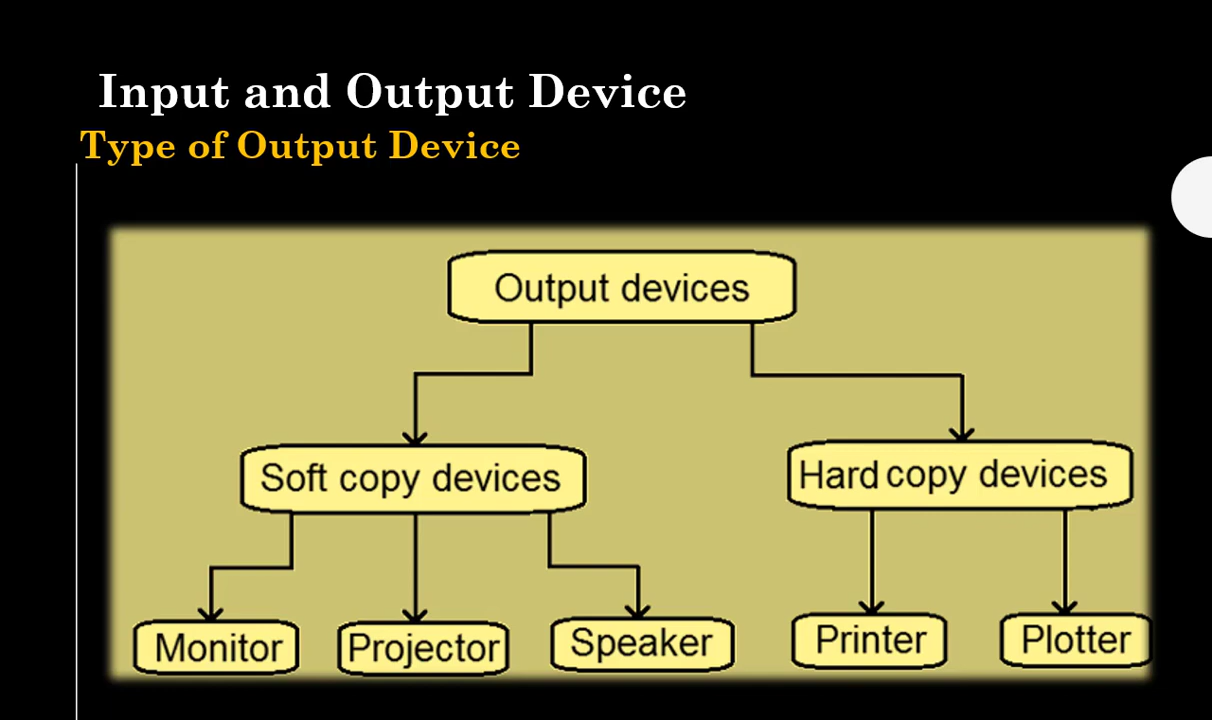 Input and Output Device
Type of Output Device
Output devices
Soft copy devices
Hard copy devices
Monitor
Projector
Speaker
Printer
Plotter